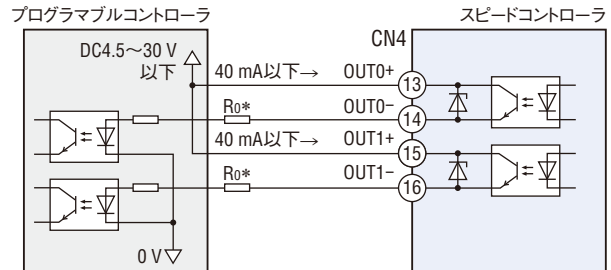 プログラマブルコントローラ
スピードコントローラ
DC4.5～30 V
以下
CN4
40 mA以下→
OUT0+
13
R0*
OUT0−
14
40 mA以下→
OUT1+
15
R0*
OUT1−
16
0 V